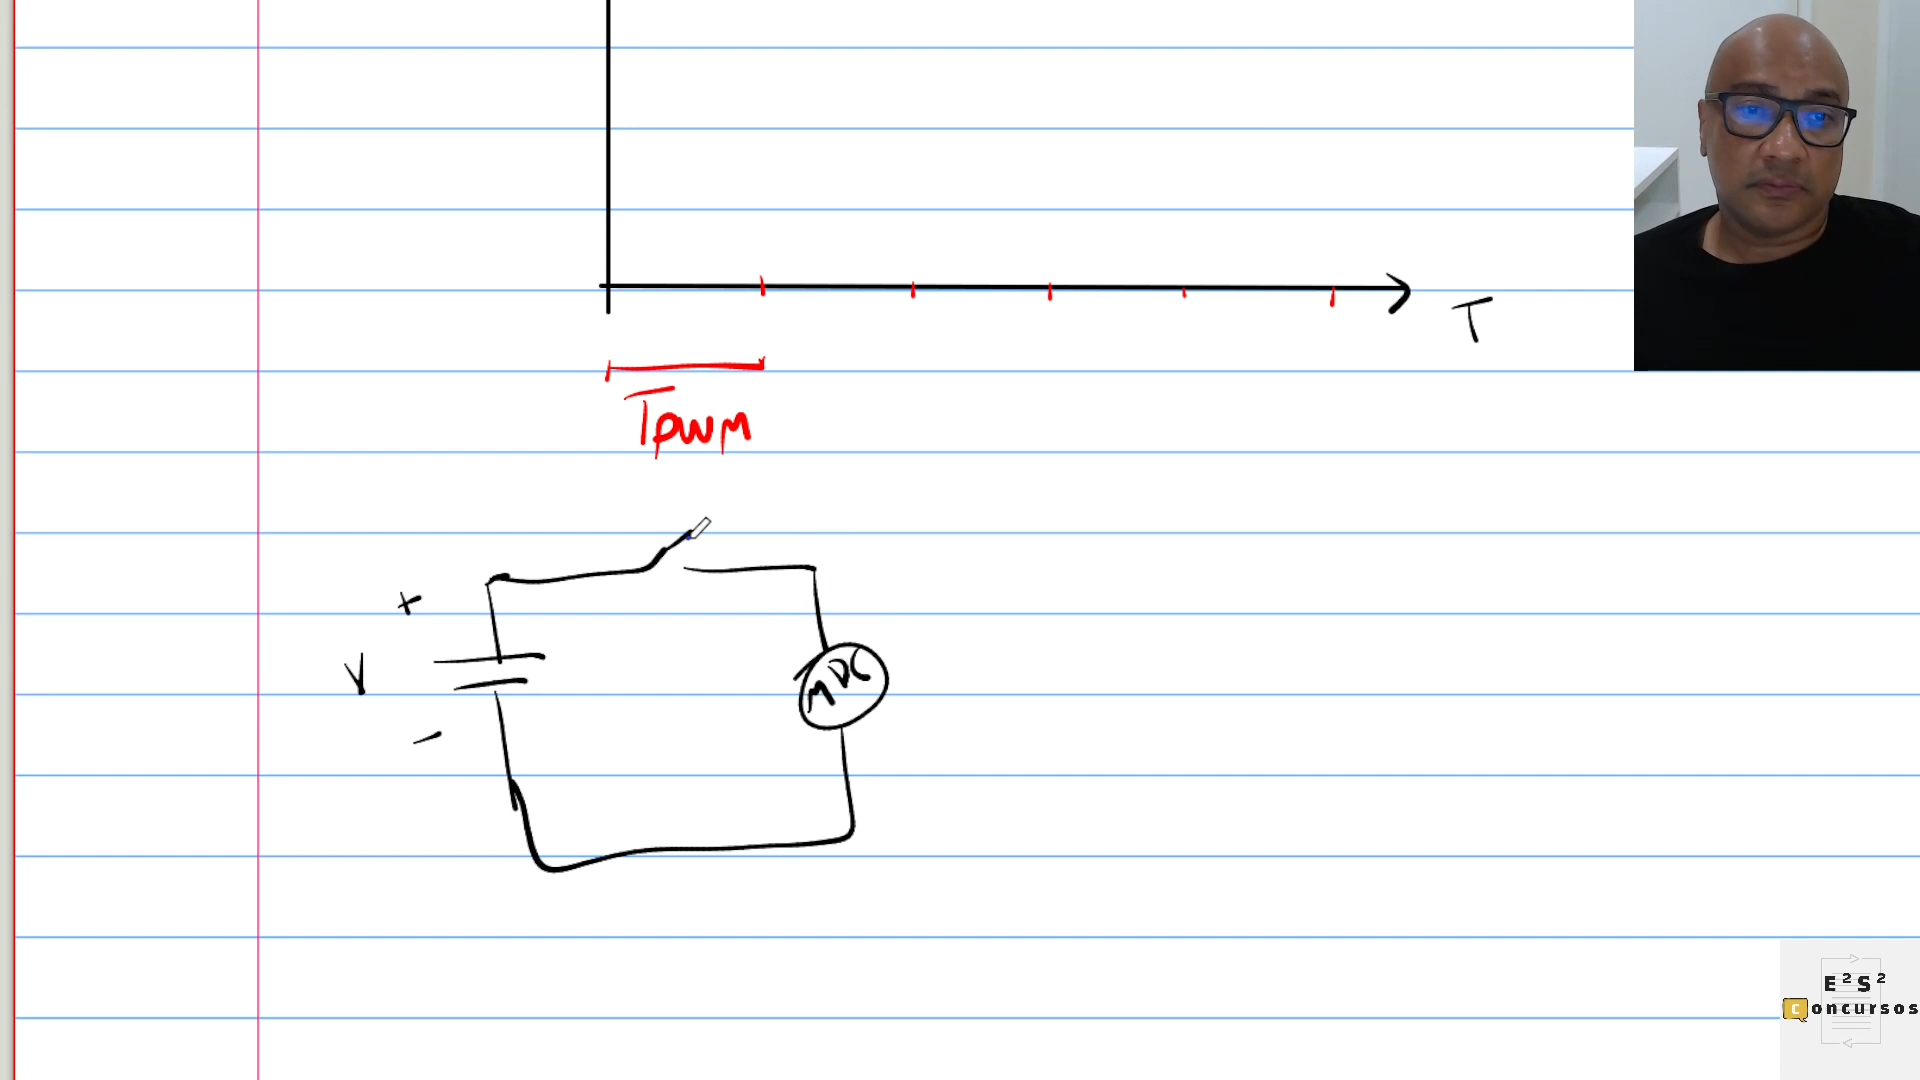 T
TPWM
+
V
MDC
-
E²S²
Concursos